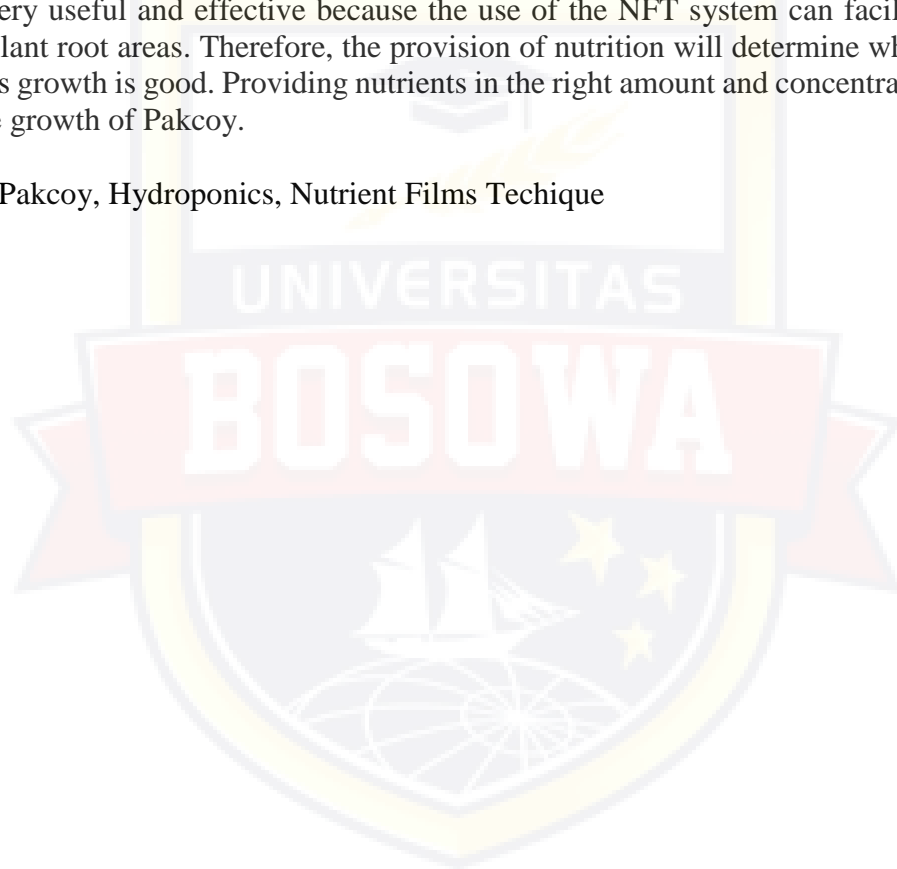 ery useful and effective because the use of the NFT system can facil
lant root areas. Therefore, the provision of nutrition will determine wh
s growth is good. Providing nutrients in the right amount and concentra
e growth of Pakcoy.
Pakcoy, Hydroponics, Nutrient Films Techique
UNIVERSITAS
BOSOWA